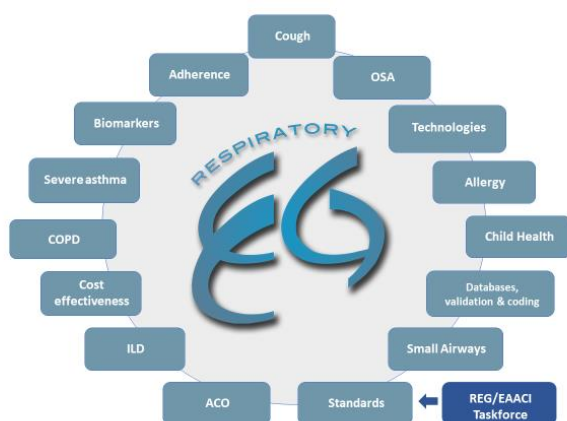 Cough
Adherence
OSA
Biomarkers
Technologies
RESPIRATORY
Severe asthma
Allergy
COPD
Child Health
Cost
effectiveness
Databases,
validation & coding
ILD
Small Airways
ACO
Standards
REG/EAACI
Taskforce